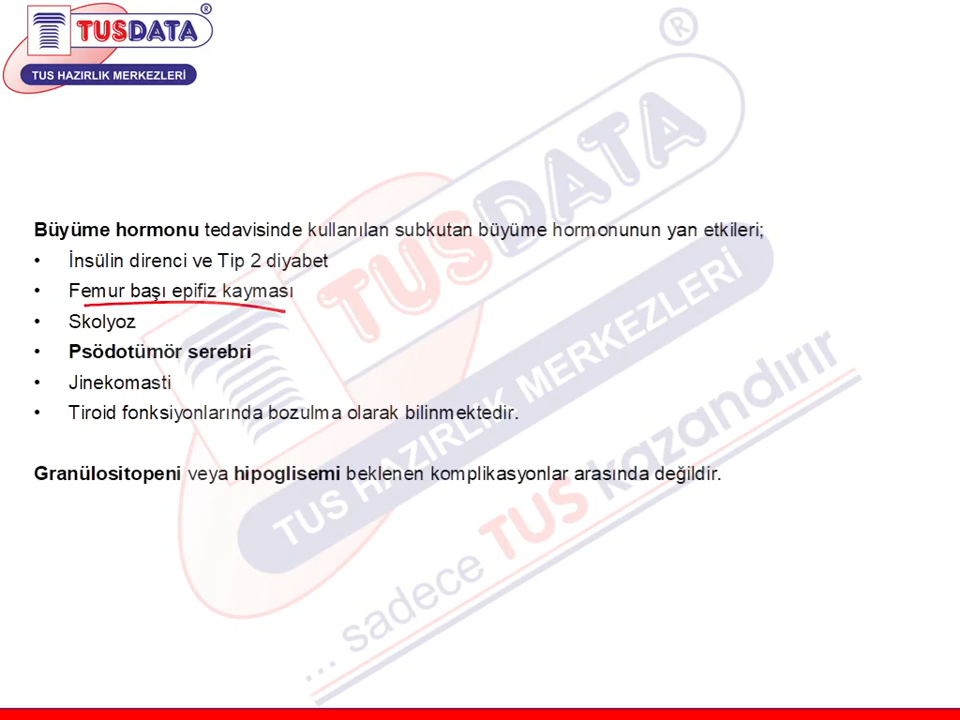 TUSDATA®
TUS HAZIRLIK MERKEZLERİ
Büyüme hormonu tedavisinde kullanılan subkutan büyüme hormonunun yan etkileri;
• İnsülin direnci ve Tip 2 diyabet
• Femur başı epifiz kayması
• Skolyoz
• Psödotümör serebri
• Jinekomasti
• Tiroid fonksiyonlarında bozulma olarak bilinmektedir.
Granülositopeni veya hipoglisemi beklenen komplikasyonlar arasında değildir.
TUSDATA®
TUS HAZIRLIK MERKEZLERİ
... sadece TUS kazandırır